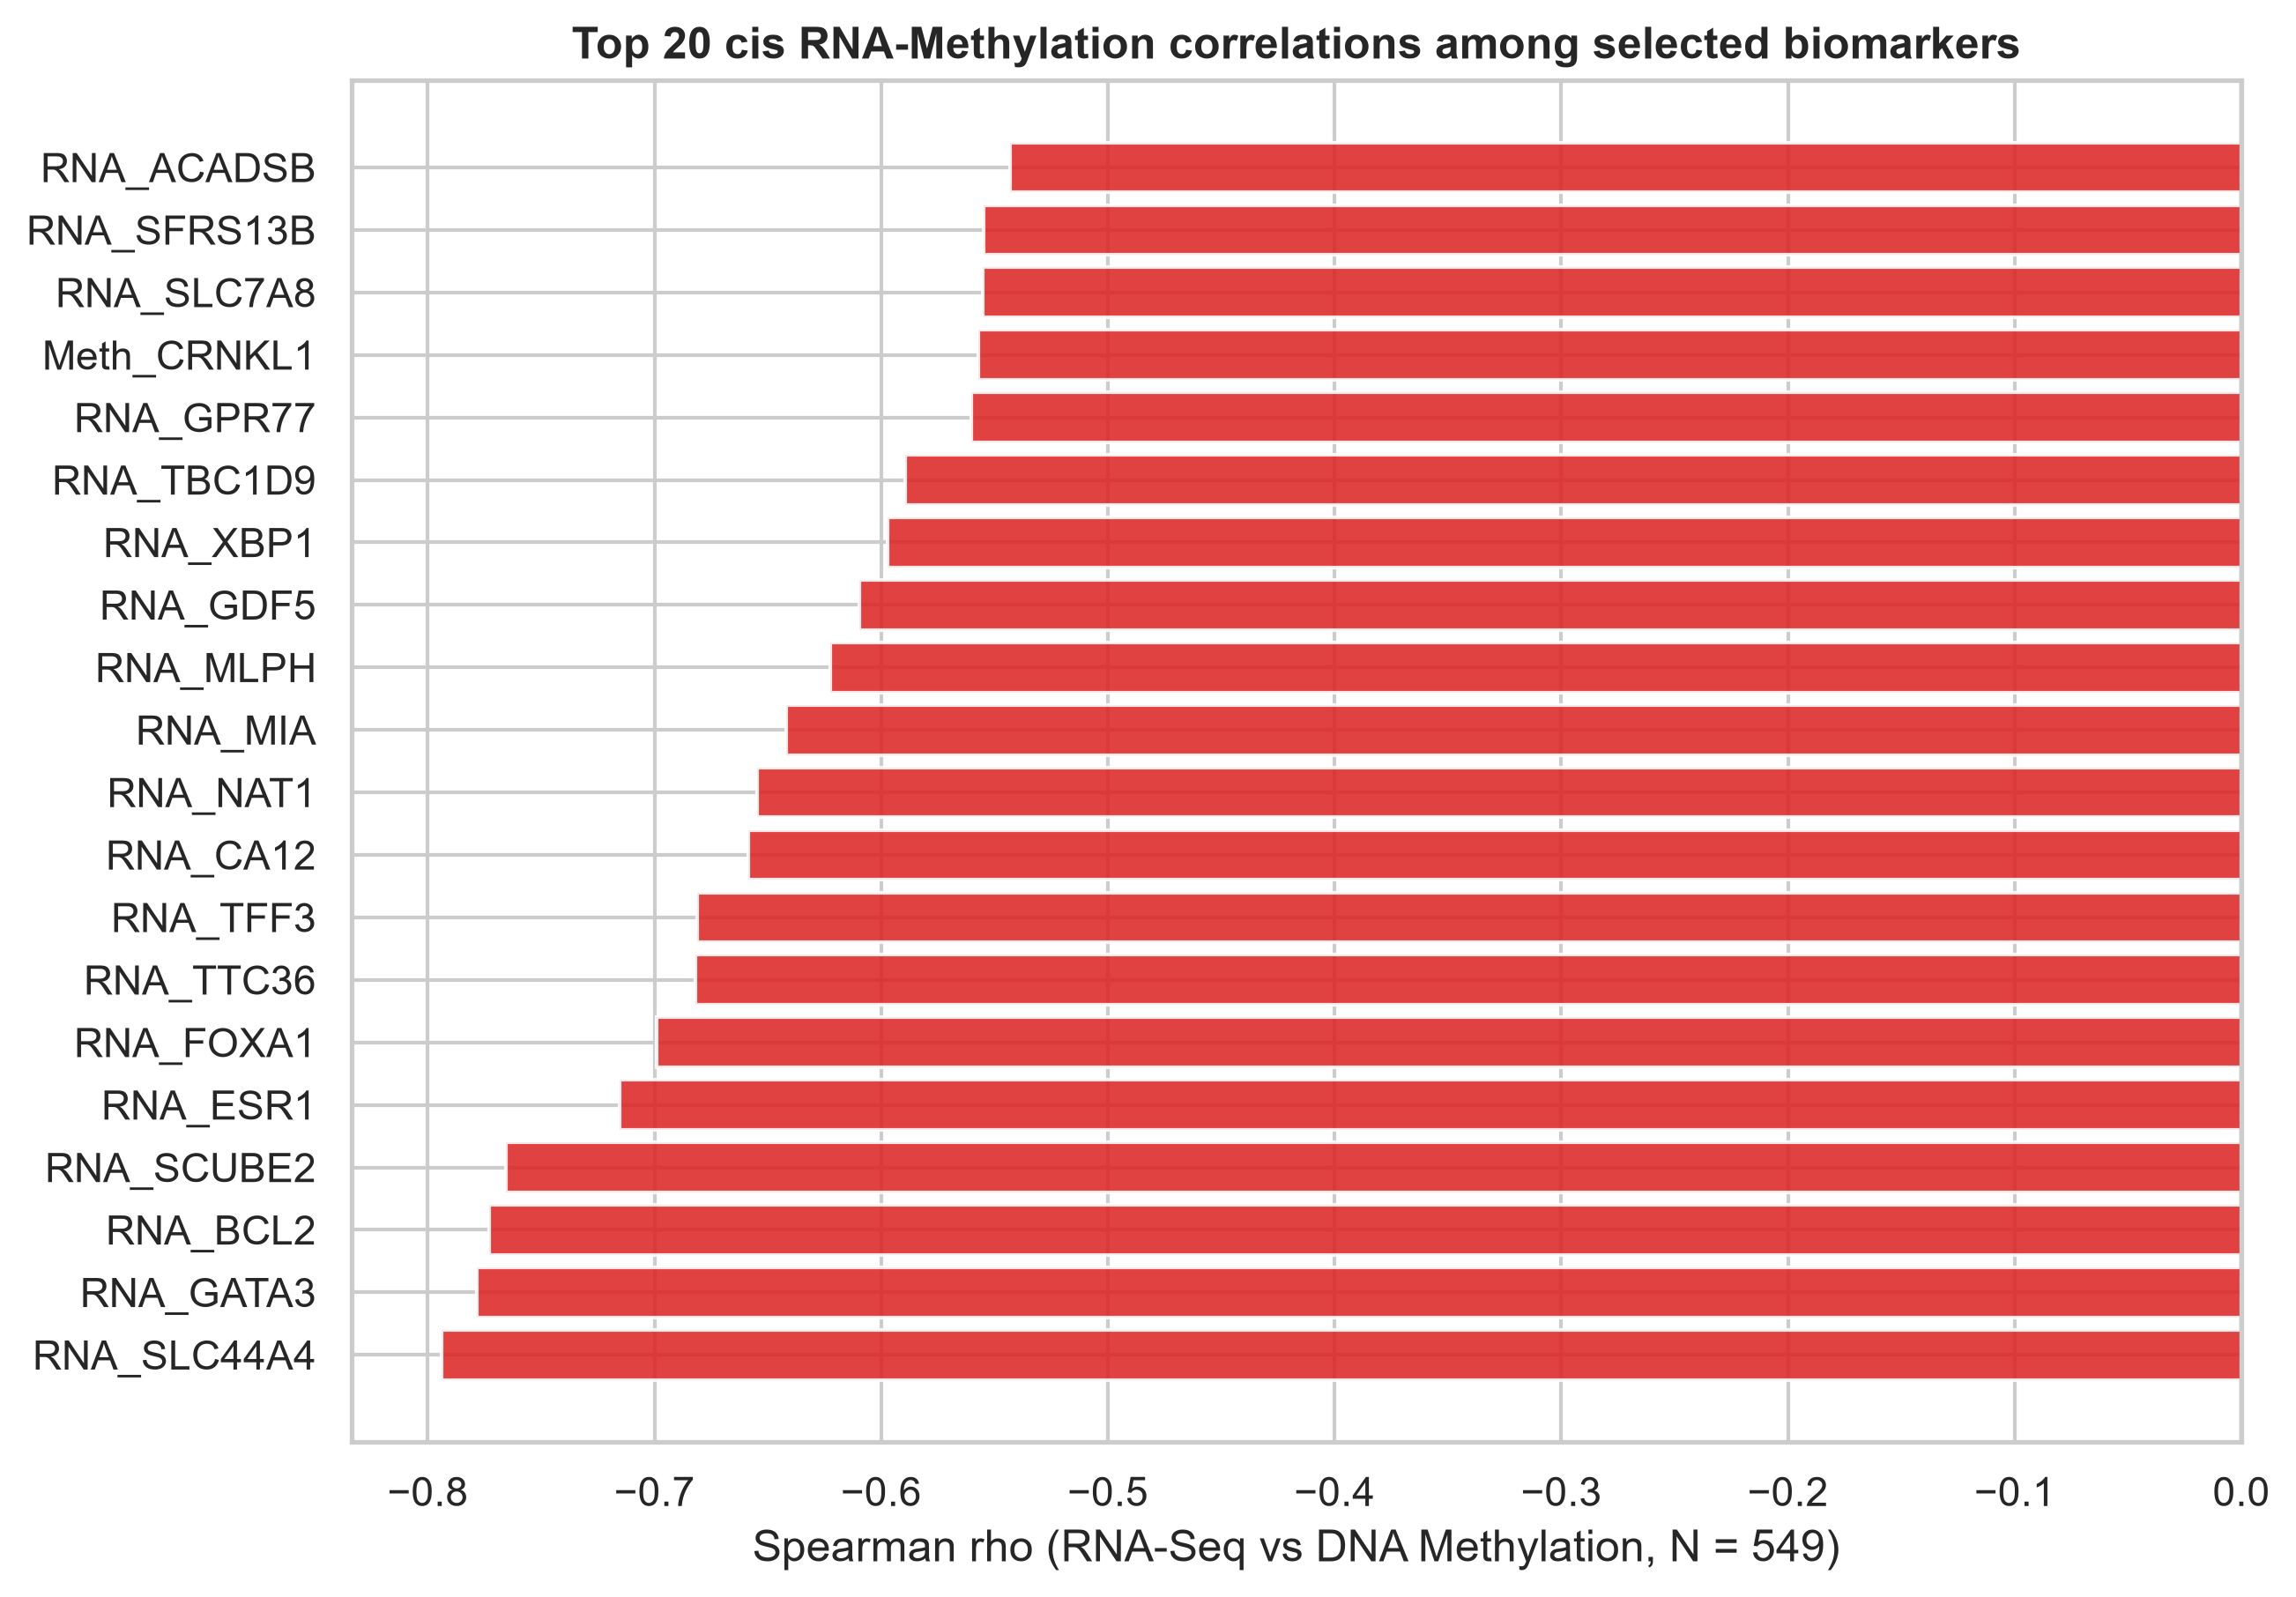 Top 20 cis RNA-Methylation correlations among selected biomarkers
RNA_ACADSB
RNA_SFRS13B
RNA_SLC7A8
Meth_CRNKL1
RNA_GPR77
RNA_TBC1D9
RNA_XBP1
RNA_GDF5
RNA_MLPH
RNA_MIA
RNA_NAT1
RNA_CA12
RNA_TFF3
RNA_TTC36
RNA_FOXA1
RNA_ESR1
RNA_SCUBE2
RNA_BCL2
RNA_GATA3
RNA_SLC44A4
−0.8 −0.7 −0.6 −0.5 −0.4 −0.3 −0.2 −0.1 0.0
Spearman rho (RNA-Seq vs DNA Methylation, N = 549)